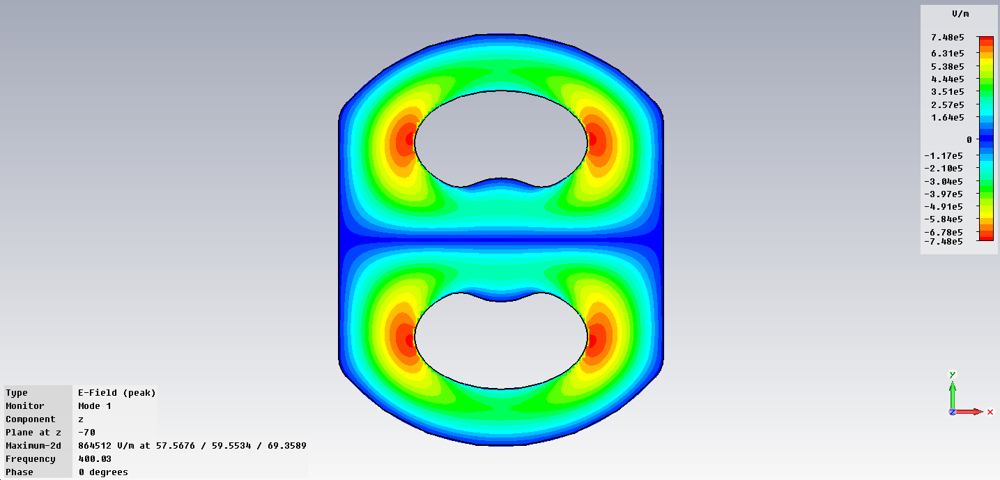 V/m
7.48e5
6.31e5
5.38e5
4.44e5
3.51e5
2.57e5
1.64e5
0
-1.17e5
-2.10e5
-3.04e5
-3.97e5
-4.91e5
-5.84e5
-6.78e5
-7.48e5
Type E-Field (peak)
Monitor Mode 1
Component z
Plane at z -70
Maximum-2d 864512 V/m at 57.5676 / 59.5534 / 69.3589
Frequency 400.03
Phase 0 degrees
y
z x